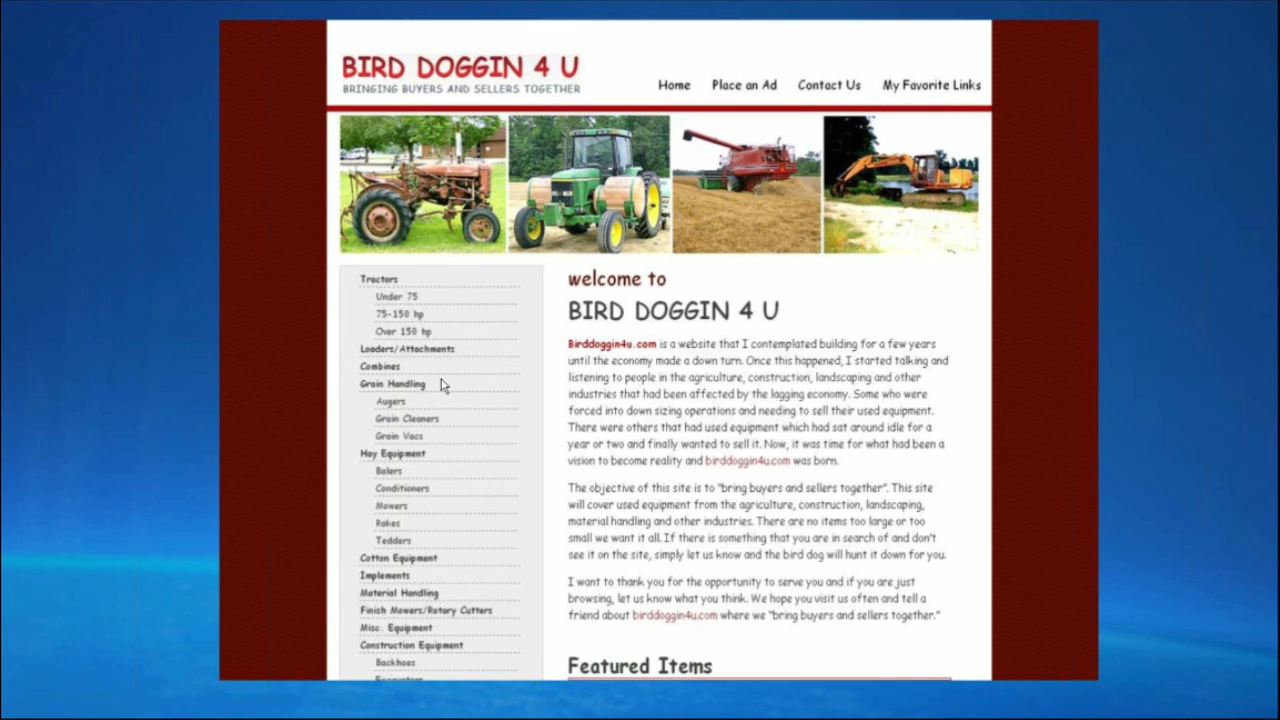 BIRD DOGGIN 4 U
BRINGING BUYERS AND SELLERS TOGETHER
Home Place an Ad Contact Us My Favorite Links
Tractors
Under 75
75-150 hp
Over 150 hp
Loaders/Attachments
Combines
Grain Handling
Augers
Grain Cleaners
Grain Vacs
Hay Equipment
Balers
Conditioners
Mowers
Rakes
Tedders
Cotton Equipment
Implements
Material Handling
Finish Mowers/Rotary Cutters
Misc. Equipment
Construction Equipment
Backhoes
welcome to
BIRD DOGGIN 4 U
Birddoggin4u.com is a website that I contemplated building for a few years
until the economy made a down turn. Once this happened, I started talking and
listening to people in the agriculture, construction, landscaping and other
industries that had been affected by the lagging economy. Some who were
forced into down sizing operations and needing to sell their used equipment.
There were others that had used equipment which had sat around idle for a
year or two and finally wanted to sell it. Now, it was time for what had been a
vision to become reality and birddoggin4u.com was born.
The objective of this site is to "bring buyers and sellers together". This site
will cover used equipment from the agriculture, construction, landscaping,
material handling and other industries. There are no items too large or too
small we want it all. If there is something that you are in search of and don't
see it on the site, simply let us know and the bird dog will hunt it down for you.
I want to thank you for the opportunity to serve you and if you are just
browsing, let us know what you think. We hope you visit us often and tell a
friend about birddoggin4u.com where we "bring buyers and sellers together."
Featured Items